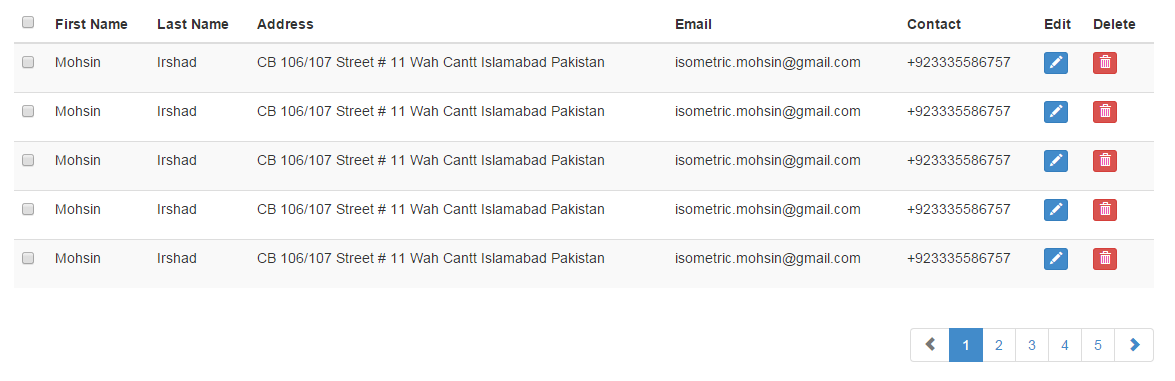 First Name Last Name Address Email Contact Edit Delete
Mohsin Irshad CB 106/107 Street # 11 Wah Cantt Islamabad Pakistan isometric.mohsin@gmail.com +923335586757
Mohsin Irshad CB 106/107 Street # 11 Wah Cantt Islamabad Pakistan isometric.mohsin@gmail.com +923335586757
Mohsin Irshad CB 106/107 Street # 11 Wah Cantt Islamabad Pakistan isometric.mohsin@gmail.com +923335586757
Mohsin Irshad CB 106/107 Street # 11 Wah Cantt Islamabad Pakistan isometric.mohsin@gmail.com +923335586757
Mohsin Irshad CB 106/107 Street # 11 Wah Cantt Islamabad Pakistan isometric.mohsin@gmail.com +923335586757
1 2 3 4 5